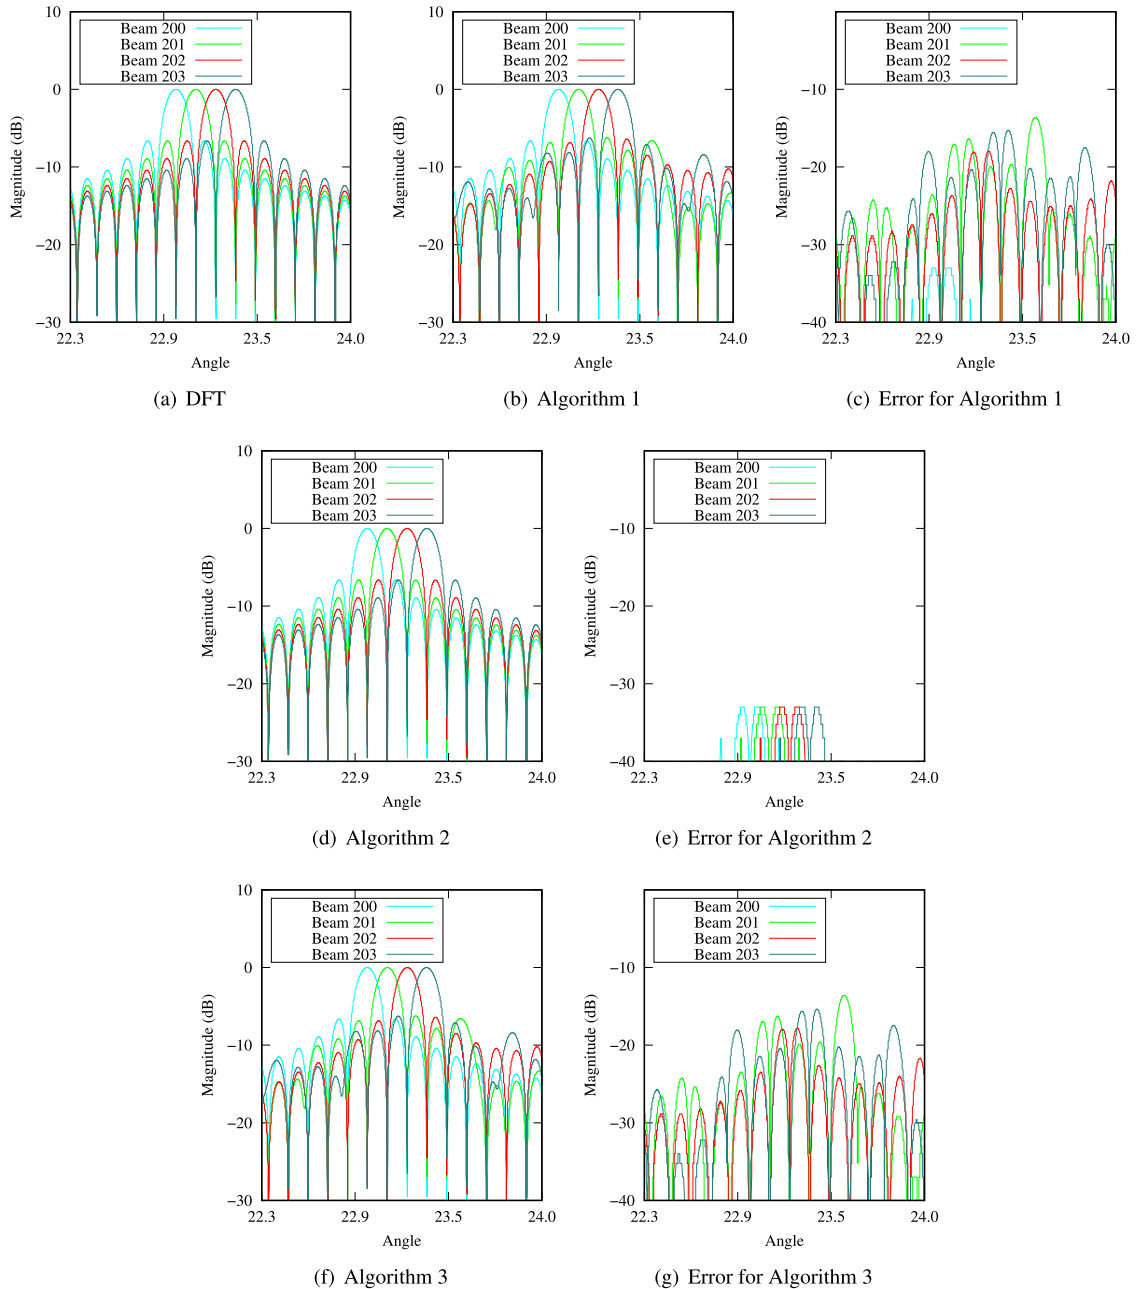 10
0
−10
−20
−30
Magnitude (dB)
Beam 200
Beam 201
Beam 202
Beam 203
22.3 22.9 23.5 24.0
Angle
(a) DFT
10
0
−10
−20
−30
Magnitude (dB)
Beam 200
Beam 201
Beam 202
Beam 203
22.3 22.9 23.5 24.0
Angle
(b) Algorithm 1
−10
−20
−30
−40
Magnitude (dB)
Beam 200
Beam 201
Beam 202
Beam 203
22.3 22.9 23.5 24.0
Angle
(c) Error for Algorithm 1
10
0
−10
−20
−30
Magnitude (dB)
Beam 200
Beam 201
Beam 202
Beam 203
22.3 22.9 23.5 24.0
Angle
(d) Algorithm 2
−10
−20
−30
−40
Magnitude (dB)
Beam 200
Beam 201
Beam 202
Beam 203
22.3 22.9 23.5 24.0
Angle
(e) Error for Algorithm 2
10
0
−10
−20
−30
Magnitude (dB)
Beam 200
Beam 201
Beam 202
Beam 203
22.3 22.9 23.5 24.0
Angle
(f) Algorithm 3
−10
−20
−30
−40
Magnitude (dB)
Beam 200
Beam 201
Beam 202
Beam 203
22.3 22.9 23.5 24.0
Angle
(g) Error for Algorithm 3